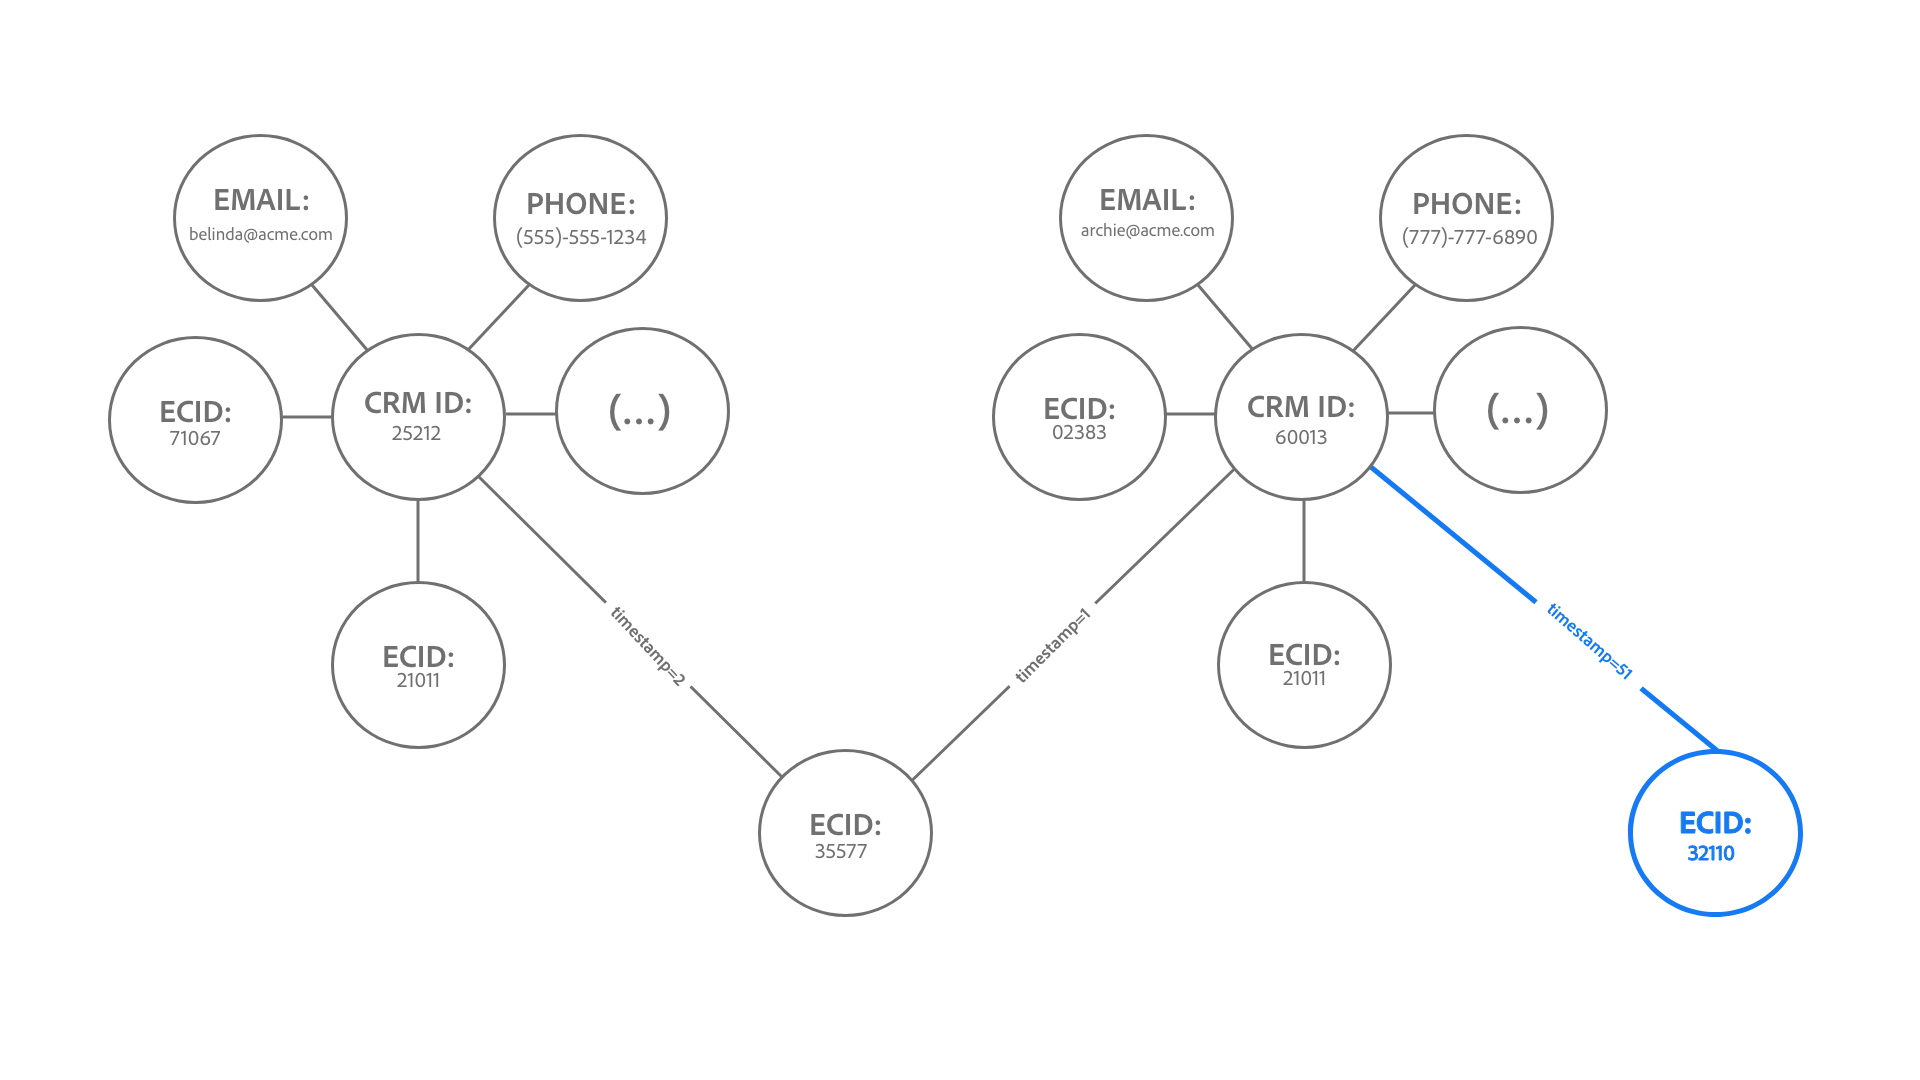 EMAIL:
belinda@acme.com
PHONE:
(555)-555-1234
EMAIL:
archie@acme.com
PHONE:
(777)-777-6890
ECID:
71067
CRM ID:
25212
(...)
ECID:
02383
CRM ID:
60013
(...)
ECID:
21011
timestamp=2
timestamp=1
ECID:
21011
timestamp=51
ECID:
35577
ECID:
32110